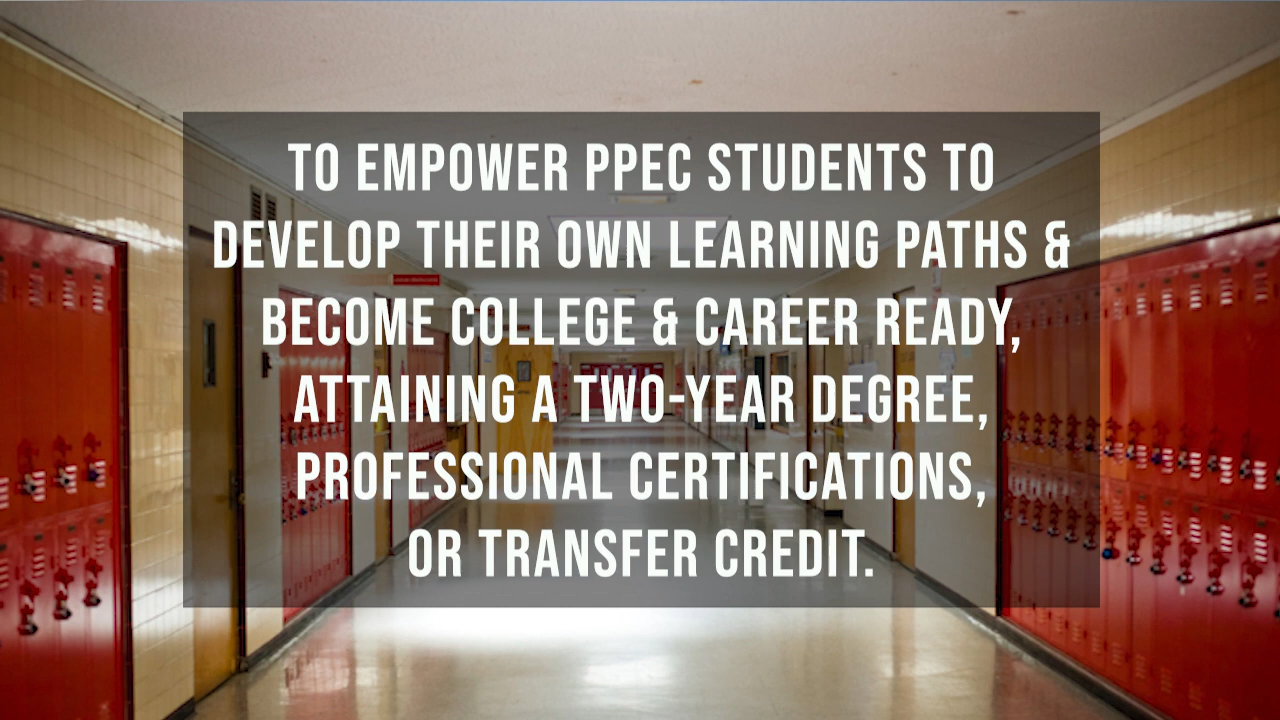 TO EMPOWER PPEC STUDENTS TO
DEVELOP THEIR OWN LEARNING PATHS &
BECOME COLLEGE & CAREER READY,
ATTAINING A TWO-YEAR DEGREE,
PROFESSIONAL CERTIFICATIONS,
OR TRANSFER CREDIT.